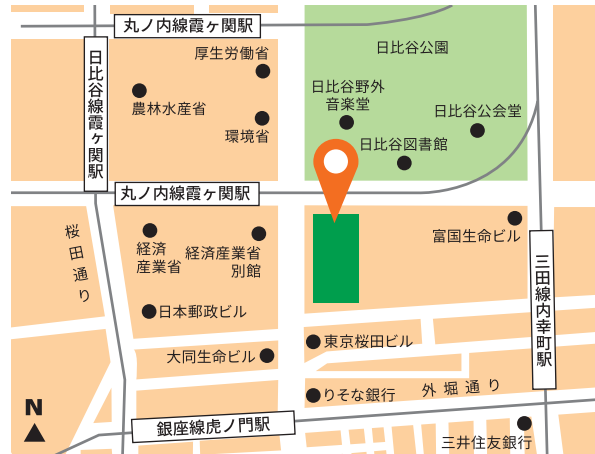 丸ノ内線霞ヶ関駅
日比谷公園
厚生労働省
日比谷線霞ヶ関駅
農林水産省
日比谷野外
音楽堂
日比谷公会堂
環境省
日比谷図書館
丸ノ内線霞ヶ関駅
桜田通り
経済
産業省
経済産業省
別館
富国生命ビル
三田線内幸町駅
日本郵政ビル
東京桜田ビル
大同生命ビル
りそな銀行
外堀通り
N
銀座線虎ノ門駅
三井住友銀行